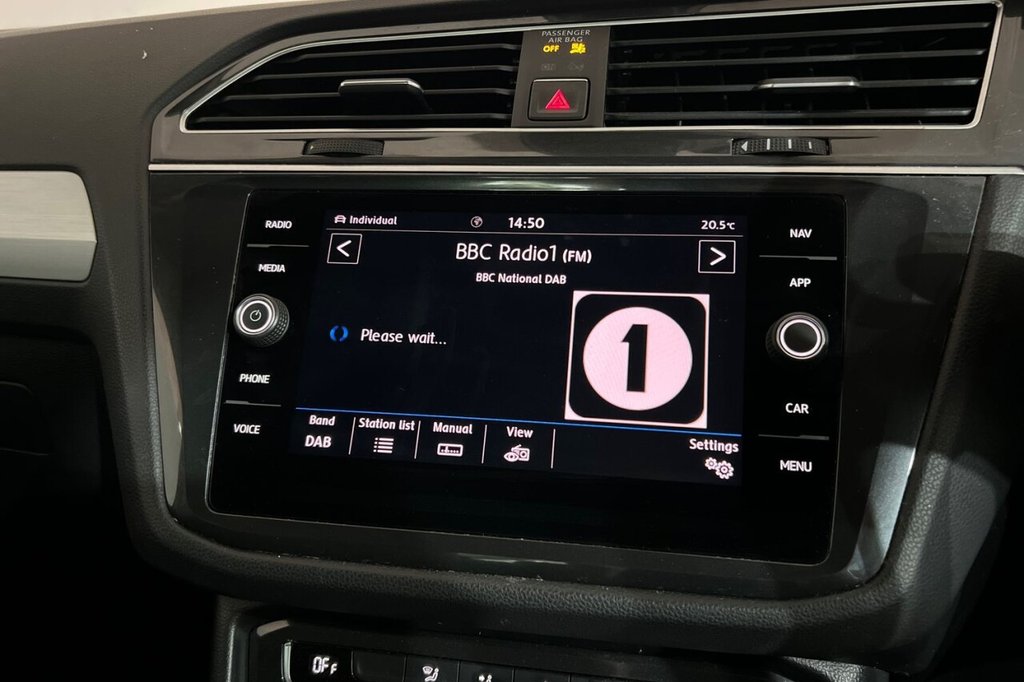 PASSENGER
AIR BAG
OFF
ON
RADIO
MEDIA
PHONE
VOICE
Individual
14:50
20.5°C
<
BBC Radio1 (FM)
>
BBC National DAB
Please wait...
1
Band
DAB
Station list
Manual
View
Settings
NAV
APP
CAR
MENU
OFF